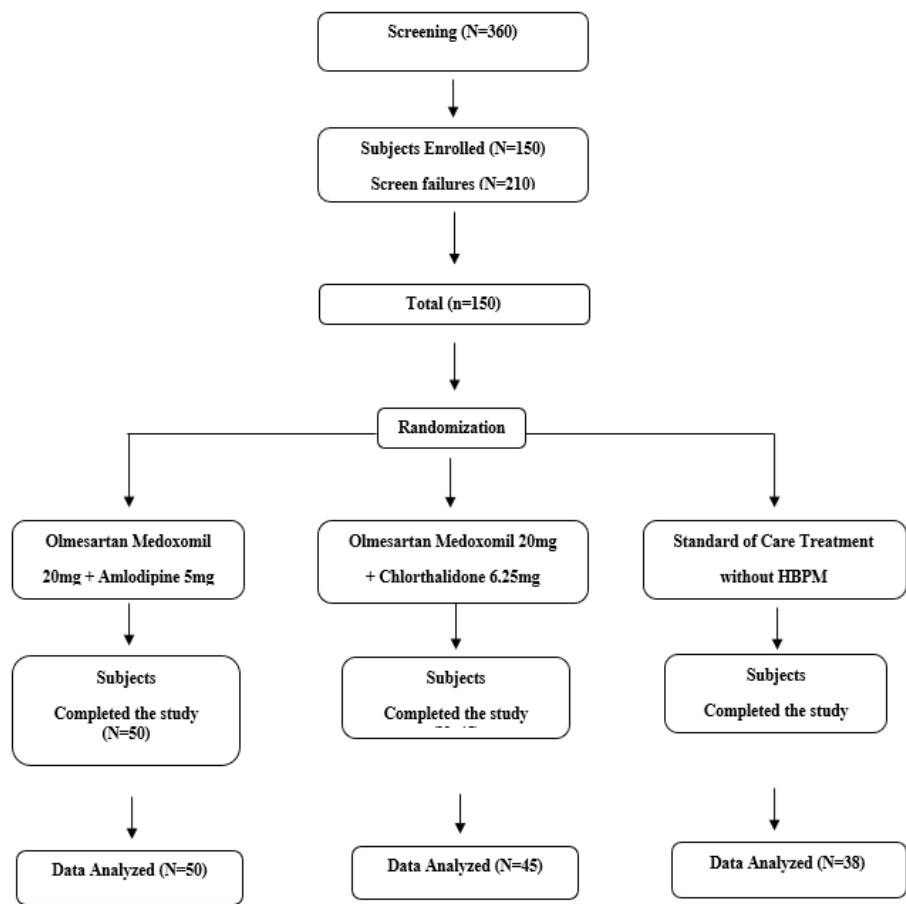 Screening (N=360)
Subjects Enrolled (N=150)
Screen failures (N=210)
Total (n=150)
Randomization
Olmesartan Medoxomil
20mg + Amlodipine 5mg
Olmesartan Medoxomil 20mg
+ Chlorthalidone 6.25mg
Standard of Care Treatment
without HBPM
Subjects
Completed the study
(N=50)
Subjects
Completed the study
Subjects
Completed the study
Data Analyzed (N=50)
Data Analyzed (N=45)
Data Analyzed (N=38)